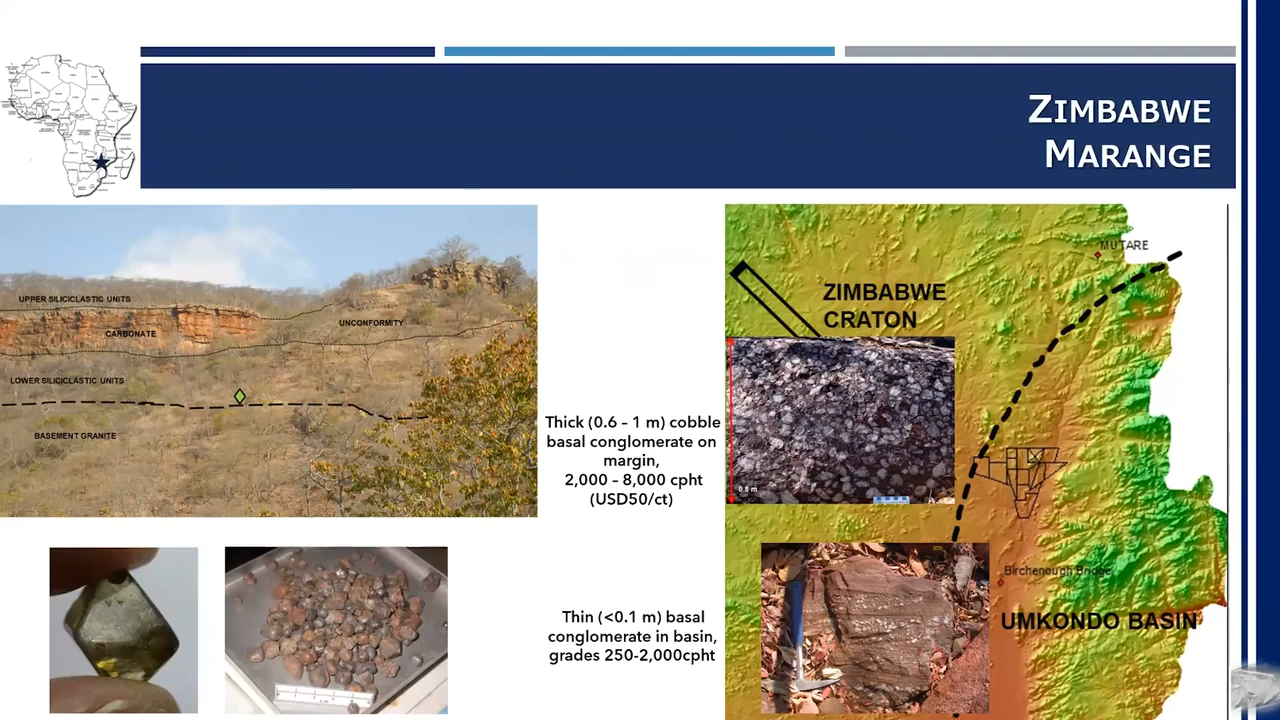 ZIMBABWE
MARANGE
UPPER SILICICLASTIC UNITS
UNCONFORMITY
CARBONATE
LOWER SILICICLASTIC UNITS
BASEMENT GRANITE
Thick (0.6 – 1 m) cobble
basal conglomerate on
margin,
2,000 – 8,000 cpht
(USD50/ct)
Thin (<0.1 m) basal
conglomerate in basin,
grades 250-2,000cpht
MUTARE
ZIMBABWE
CRATON
0.8 m
Birchenough Bridge
UMKONDO BASIN